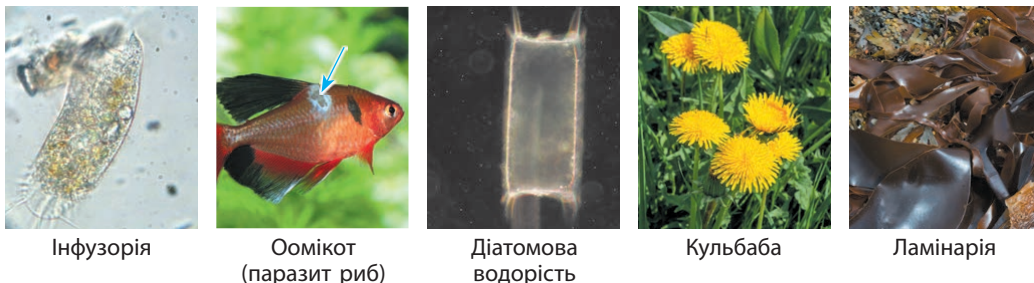 Інфузорія
Оомікот
(паразит риб)
Діатомова
водорість
Кульбаба
Ламінарія